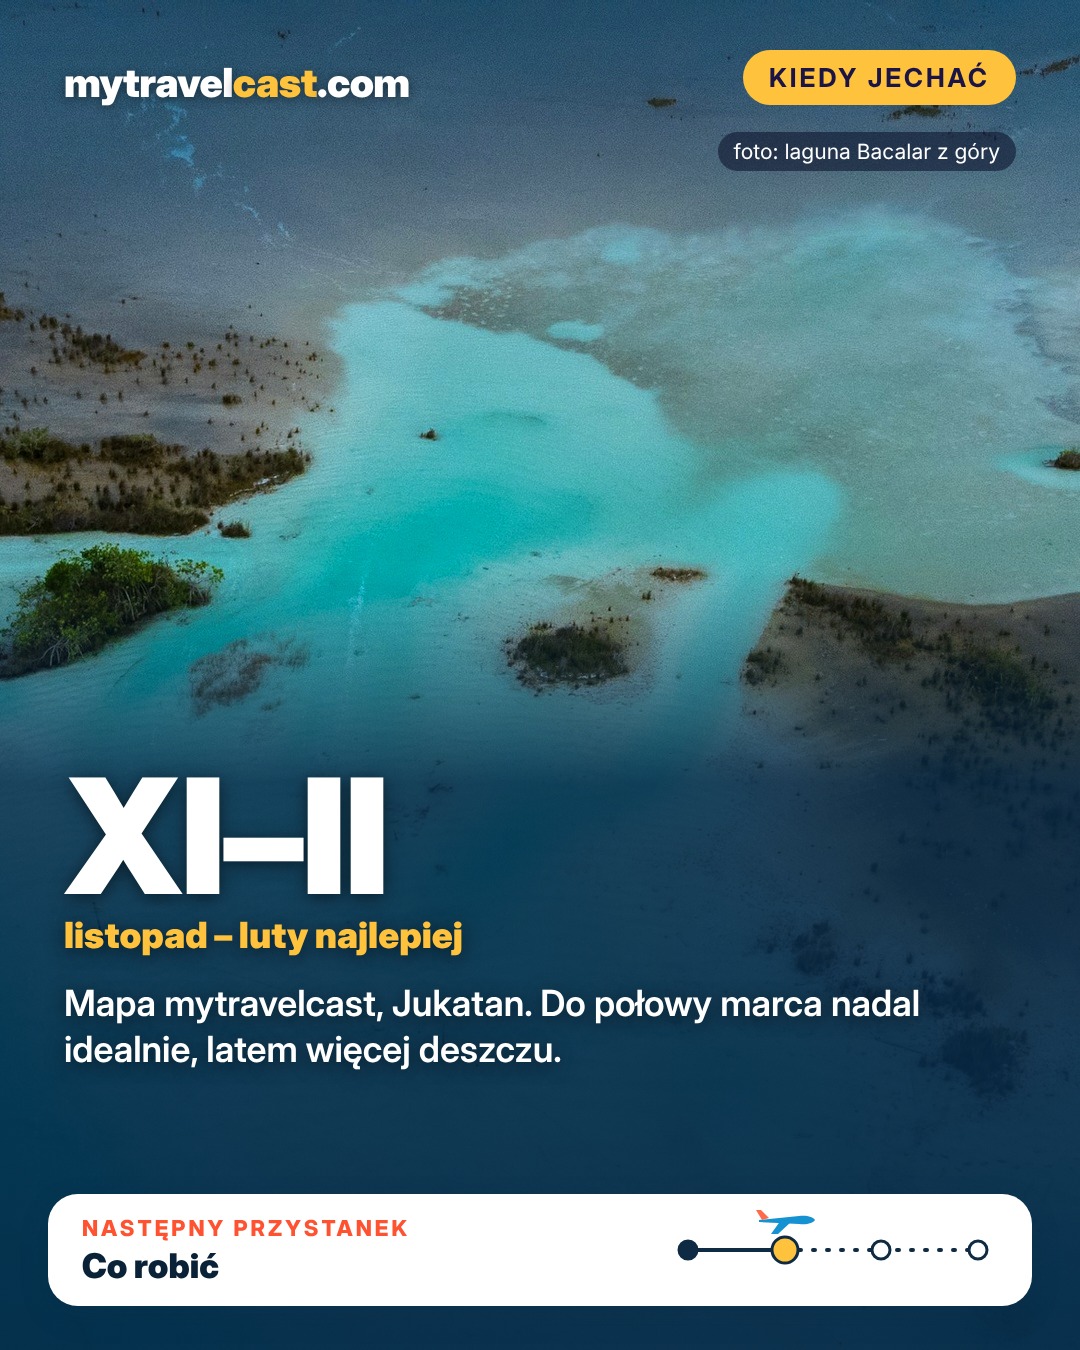 mytravelcast.com
KIEDY JECHAĆ
foto: laguna Bacalar z góry
XI–II
listopad – luty najlepiej
Mapa mytravelcast, Jukatan. Do połowy marca nadal
idealnie, latem więcej deszczu.
NASTĘPNY PRZYSTANEK
Co robić